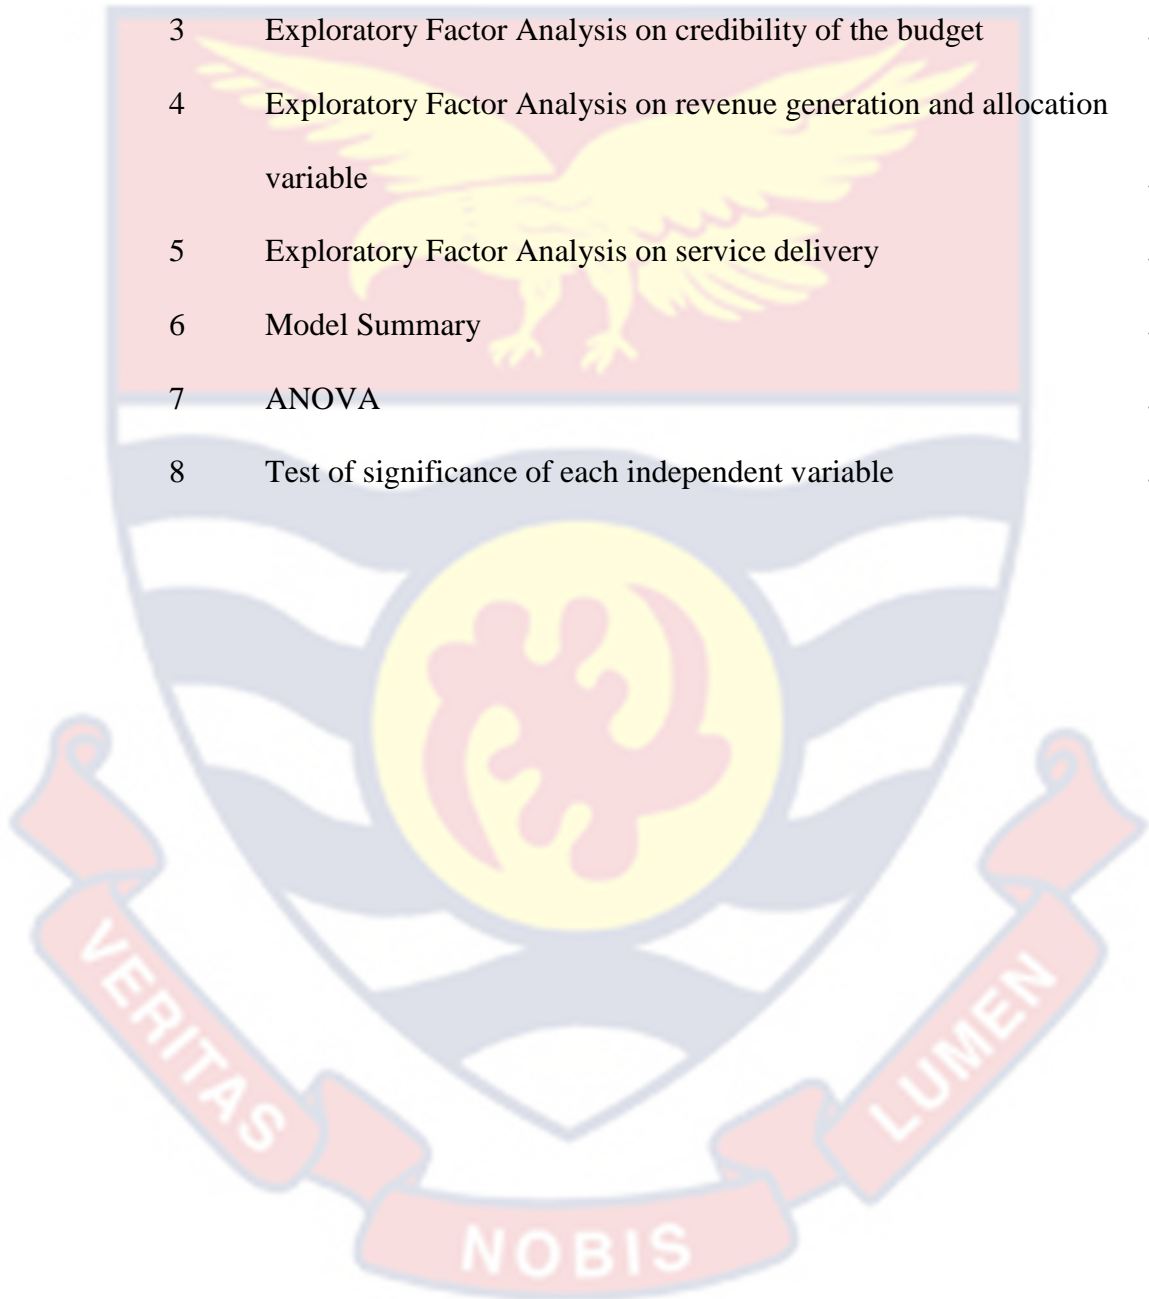 3 Exploratory Factor Analysis on credibility of the budget
4 Exploratory Factor Analysis on revenue generation and allocation
variable
5 Exploratory Factor Analysis on service delivery
6 Model Summary
7 ANOVA
8 Test of significance of each independent variable
VERITAS
NOBIS
LUMEN